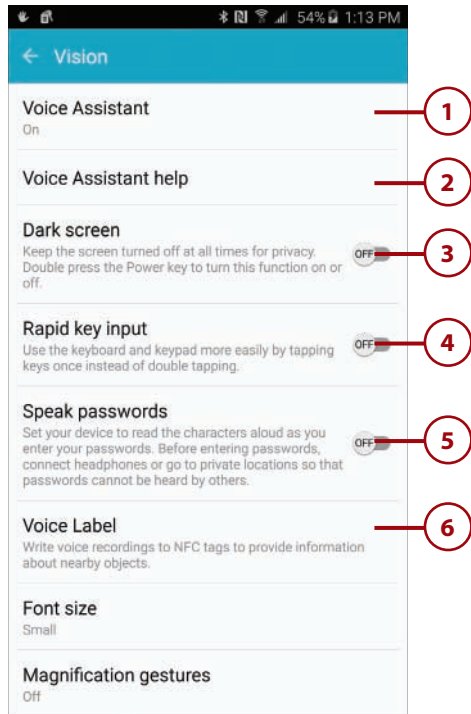 54% 1:13 PM
Vision
Voice Assistant
On
1
Voice Assistant help
2
Dark screen
Keep the screen turned off at all times for privacy.
Double press the Power key to turn this function on or
off.
OFF
3
Rapid key input
Use the keyboard and keypad more easily by tapping
keys once instead of double tapping.
OFF
4
Speak passwords
Set your device to read the characters aloud as you
enter your passwords. Before entering passwords,
connect headphones or go to private locations so that
passwords cannot be heard by others.
OFF
5
Voice Label
Write voice recordings to NFC tags to provide information
about nearby objects.
6
Font size
Small
Magnification gestures
Off